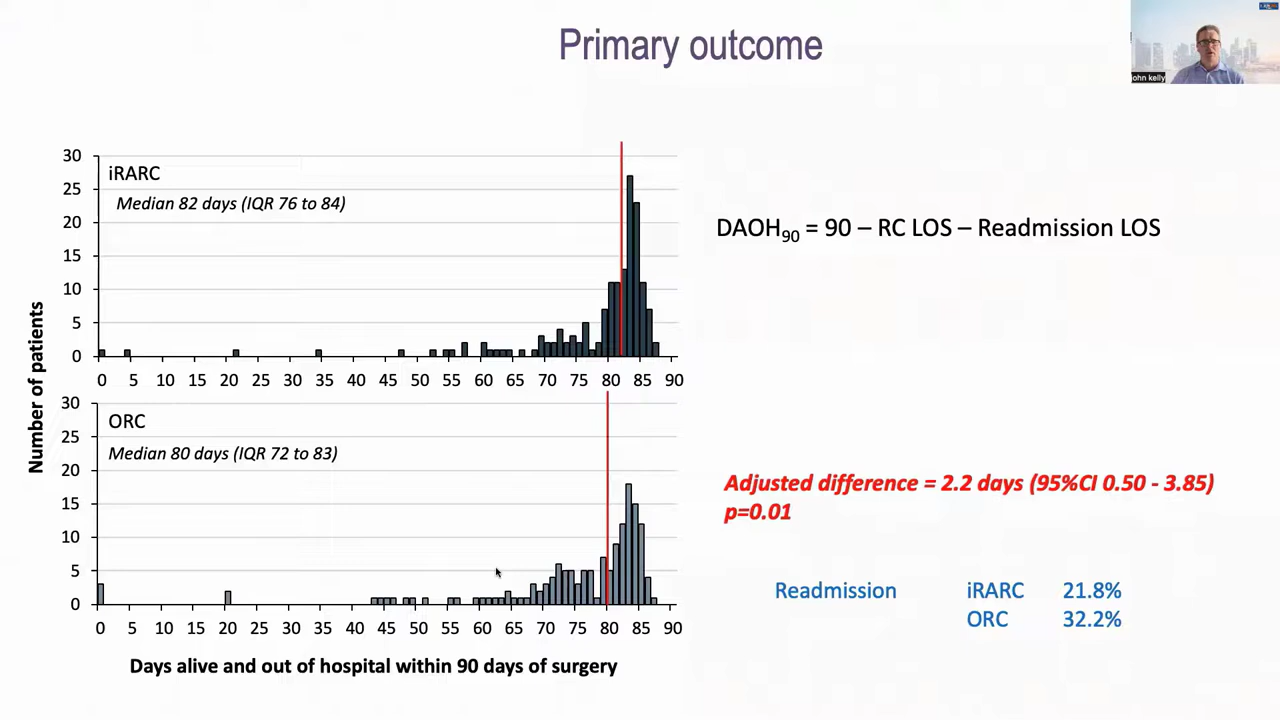 Primary outcome
john kelly
30
25
20
15
10
5
0
iRARC
Median 82 days (IQR 76 to 84)
0 5 10 15 20 25 30 35 40 45 50 55 60 65 70 75 80 85 90
DAOH90 = 90 – RC LOS – Readmission LOS
Number of patients
30
25
20
15
10
5
0
ORC
Median 80 days (IQR 72 to 83)
0 5 10 15 20 25 30 35 40 45 50 55 60 65 70 75 80 85 90
Days alive and out of hospital within 90 days of surgery
Adjusted difference = 2.2 days (95%CI 0.50 - 3.85)
p=0.01
Readmission iRARC 21.8%
ORC 32.2%